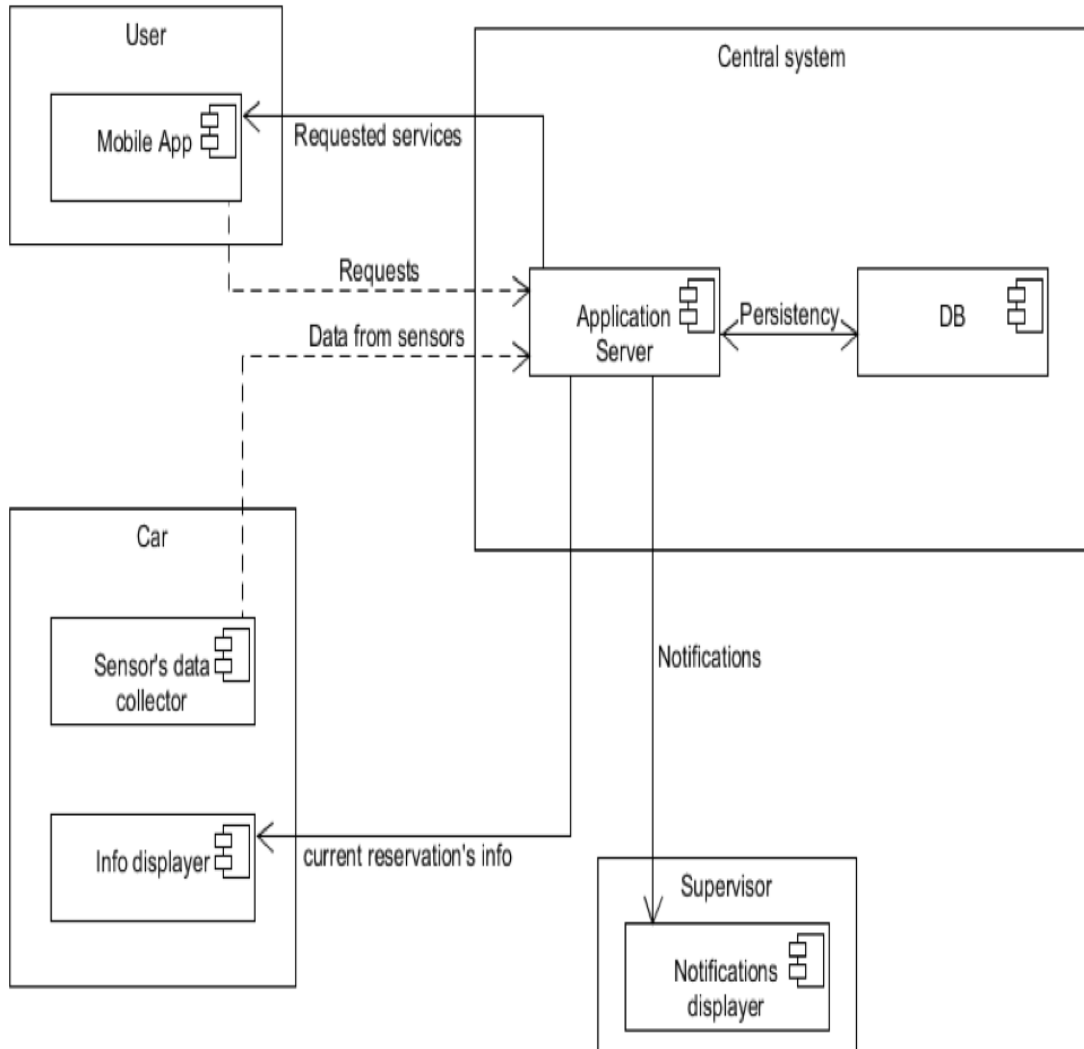 User
Central system
Mobile App
Requested services
Requests
Data from sensors
Application
Server
Persistency
DB
Car
Sensor's data
collector
Notifications
Info displayer
current reservation's info
Supervisor
Notifications
displayer